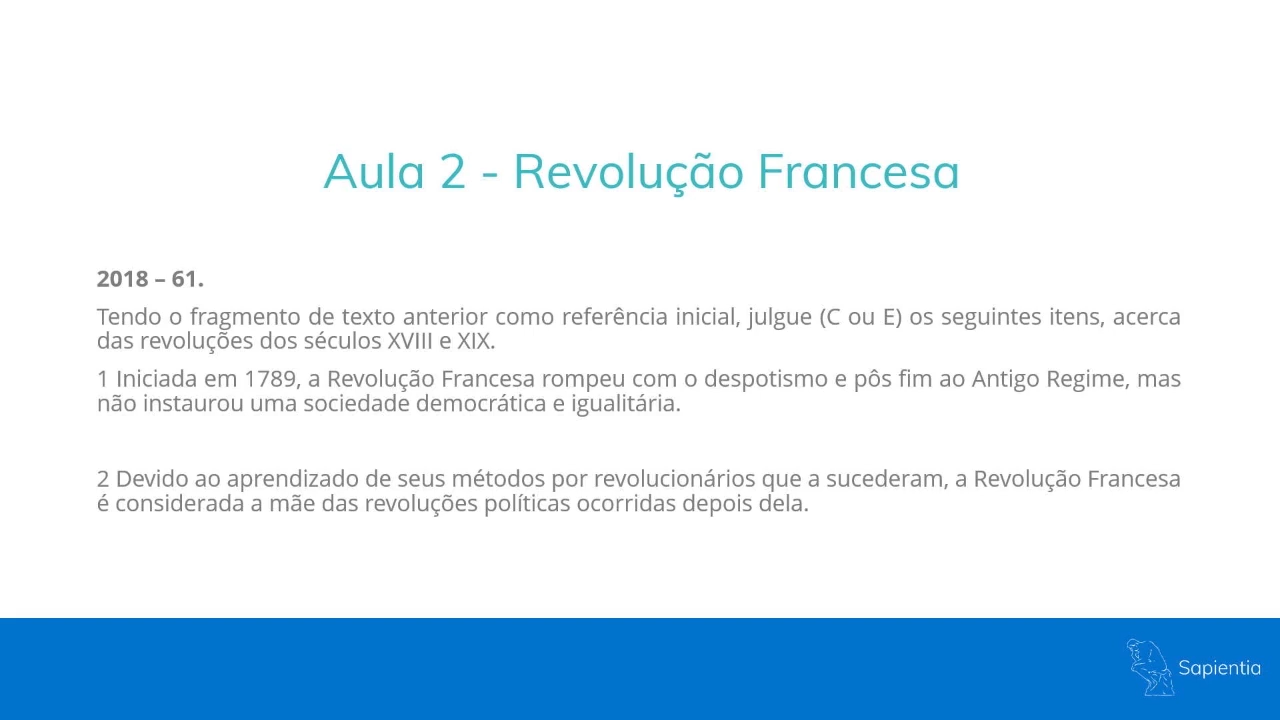 Aula 2 - Revolução Francesa
2018 – 61.
Tendo o fragmento de texto anterior como referência inicial, julgue (C ou E) os seguintes itens, acerca
das revoluções dos séculos XVIII e XIX.
1 Iniciada em 1789, a Revolução Francesa rompeu com o despotismo e pôs fim ao Antigo Regime, mas
não instaurou uma sociedade democrática e igualitária.
2 Devido ao aprendizado de seus métodos por revolucionários que a sucederam, a Revolução Francesa
é considerada a mãe das revoluções políticas ocorridas depois dela.
Sapientia